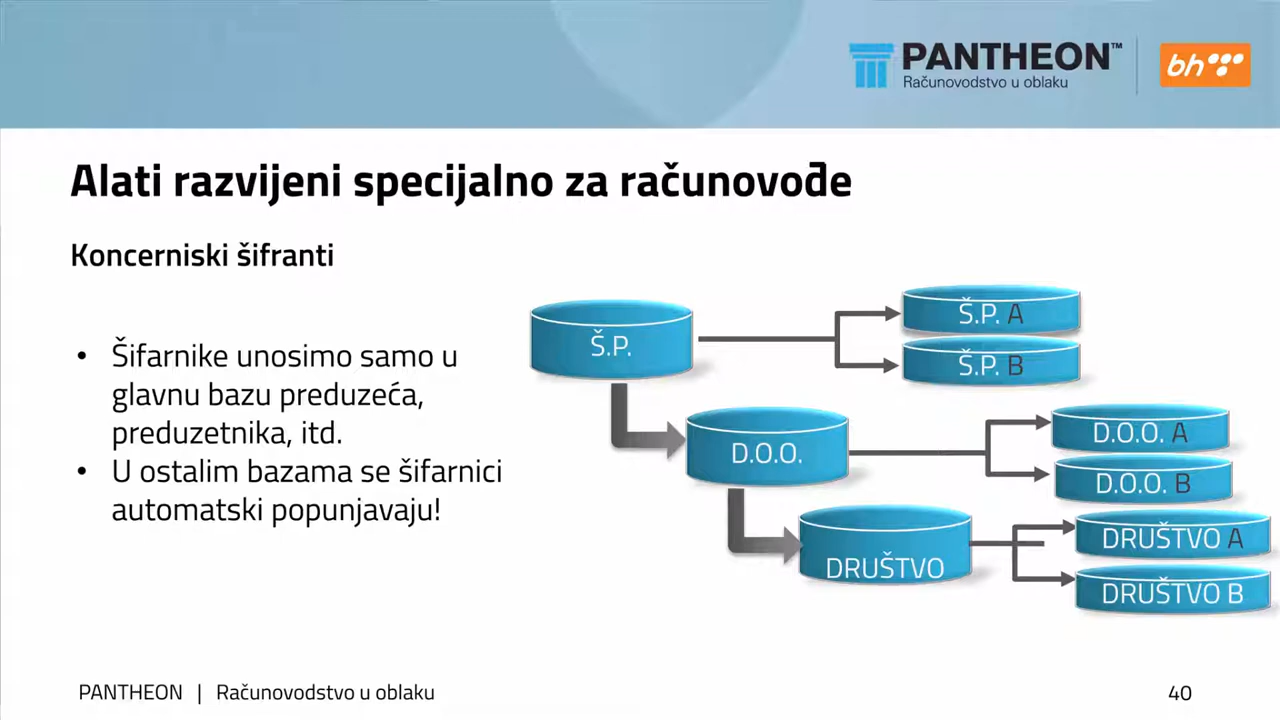 PANTHEON™
Računovodstvo u oblaku
bh
Alati razvijeni specijalno za računovođe
Koncerniski šifranti
• Šifarnike unosimo samo u
glavnu bazu preduzeća,
preduzetnika, itd.
• U ostalim bazama se šifarnici
automatski popunjavaju!
Š.P.
Š.P. A
Š.P. B
D.O.O.
D.O.O. A
D.O.O. B
DRUŠTVO
DRUŠTVO A
DRUŠTVO B
PANTHEON | Računovodstvo u oblaku
40